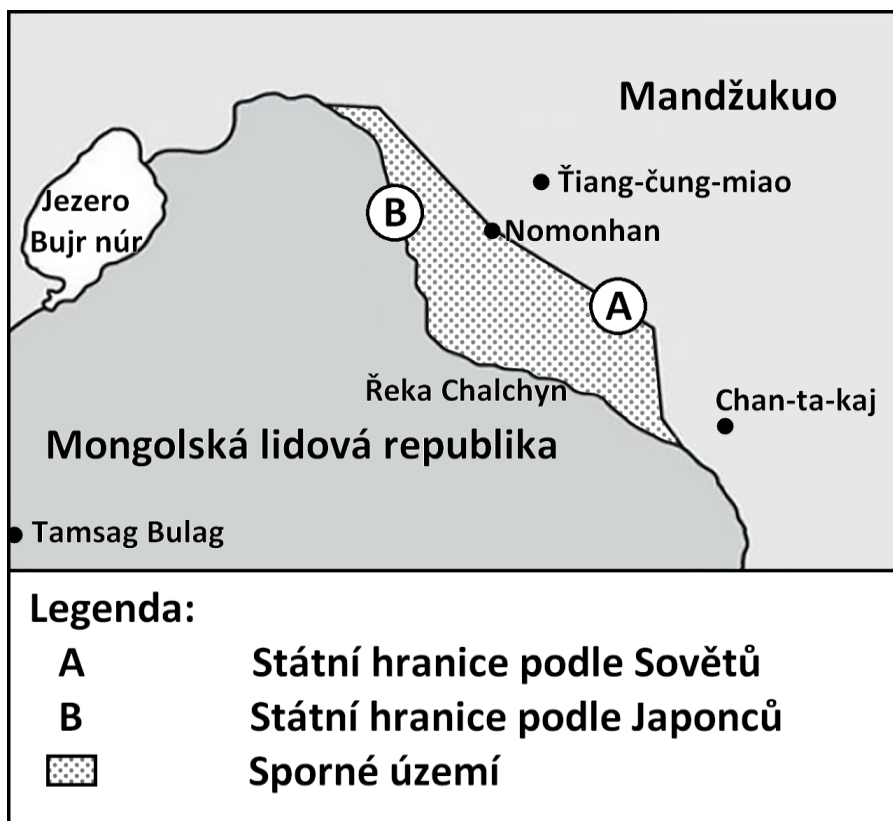 Mandžukuo
Ťiang-čung-miao
Jezero
Bujr núr
B
Nomonhan
A
Řeka Chalchyn
Chan-ta-kaj
Mongolská lidová republika
Tamsag Bulag
Legenda:
A Státní hranice podle Sovětů
B Státní hranice podle Japonců
Sporné území